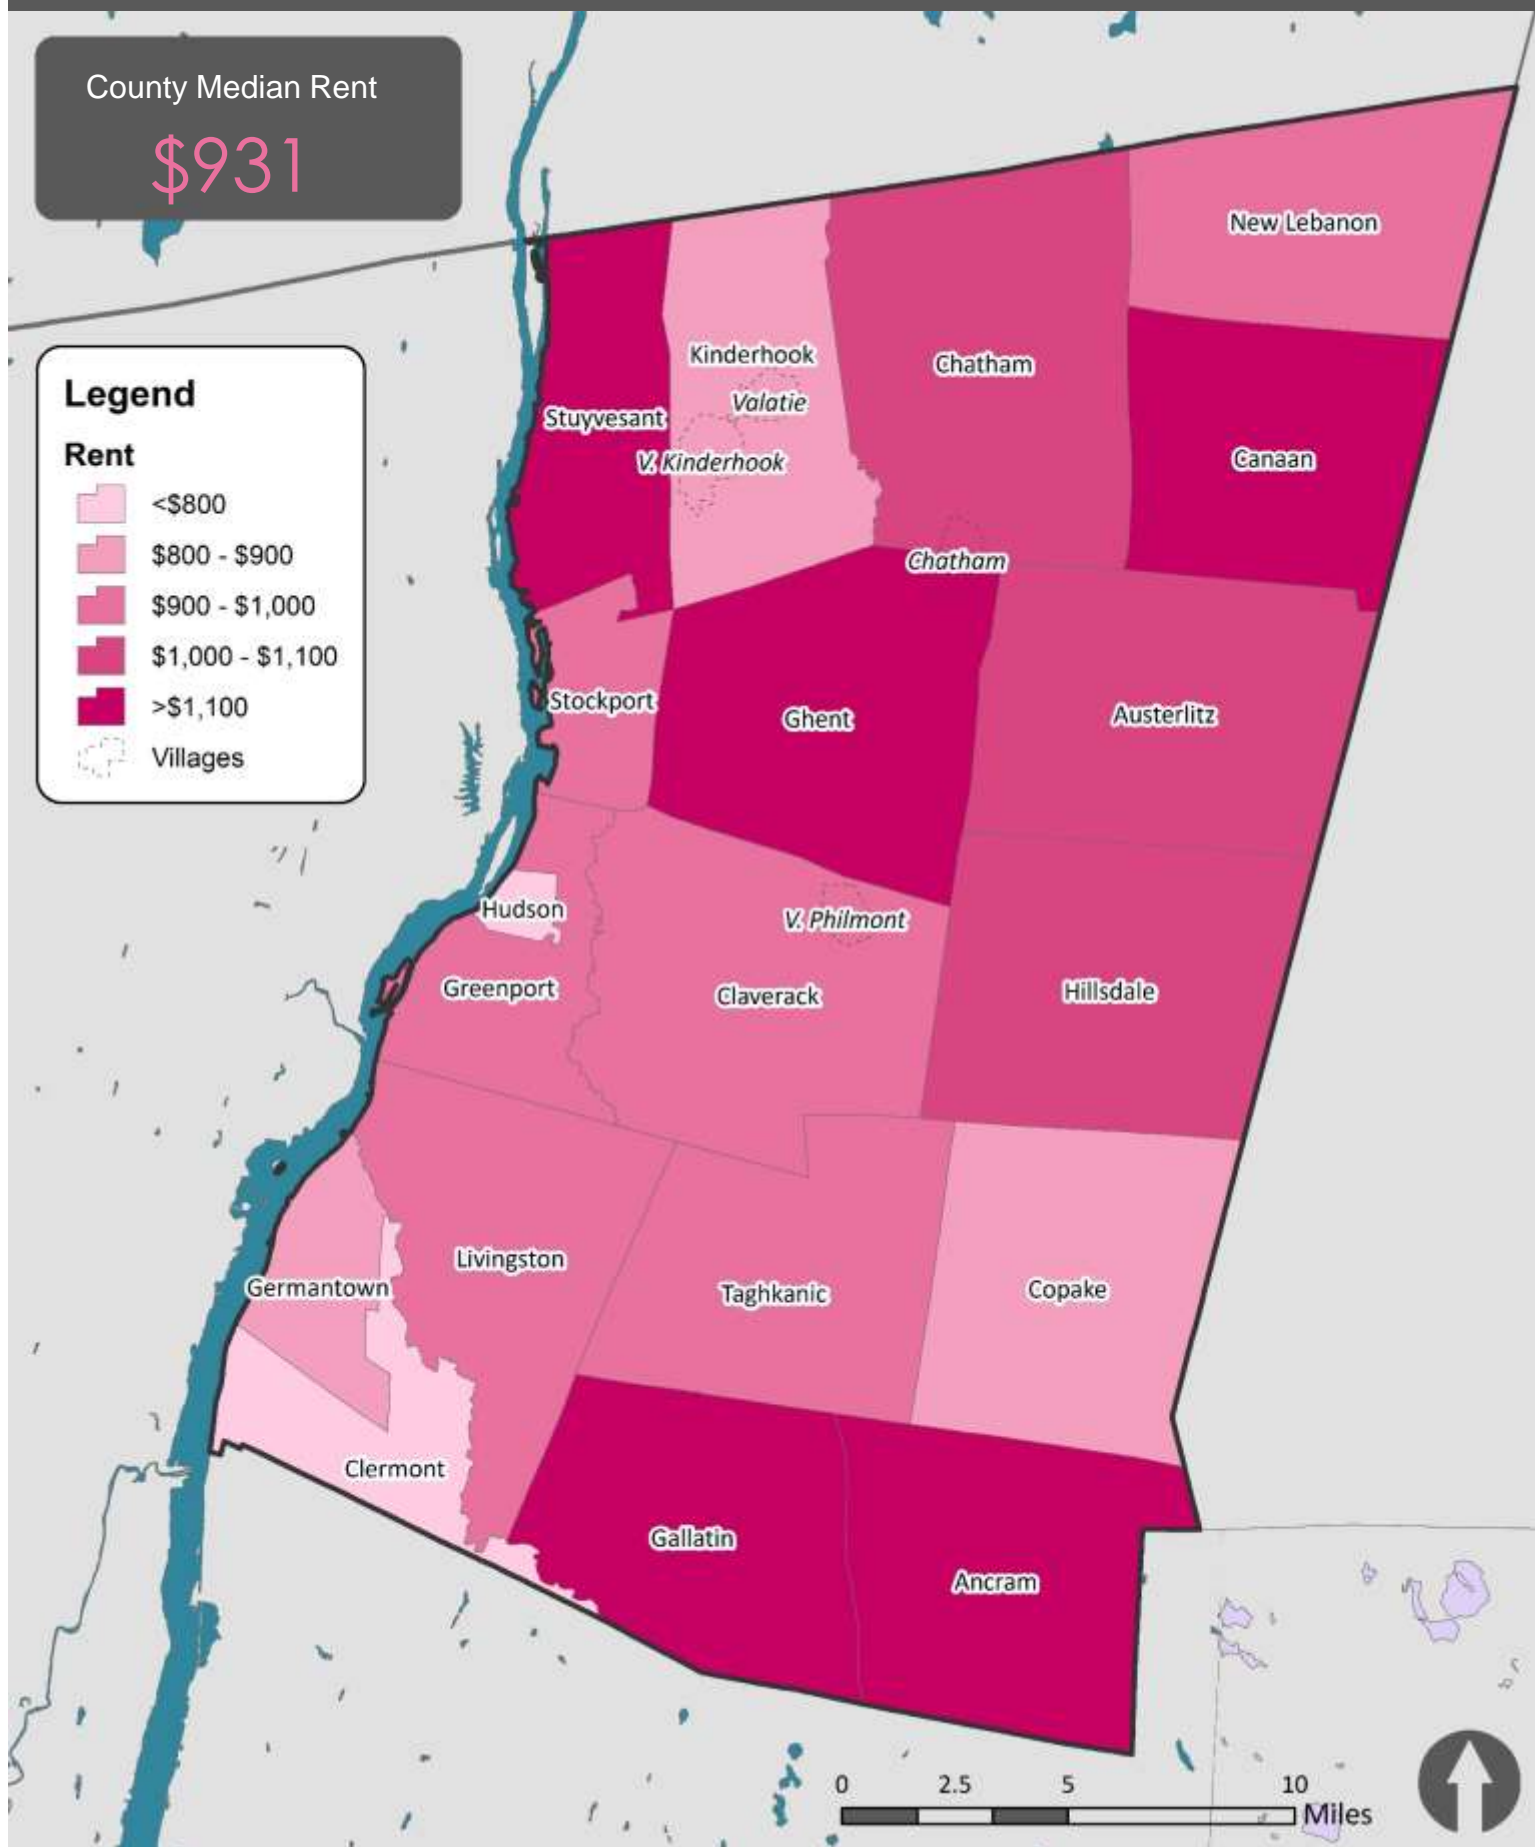 County Median Rent
$931
New Lebanon
Kinderhook
Chatham
Valatie
Stuyvesant
V. Kinderhook
Canaan
Chatham
Legend
Rent
<$800
$800 - $900
$900 - $1,000
$1,000 - $1,100
>$1,100
Villages
Stockport
Ghent
Austerlitz
Hudson
V. Philmont
Greenport
Claverack
Hillsdale
Livingston
Germantown
Taghkanic
Copake
Clermont
Gallatin
Ancram
0 2.5 5 10
Miles